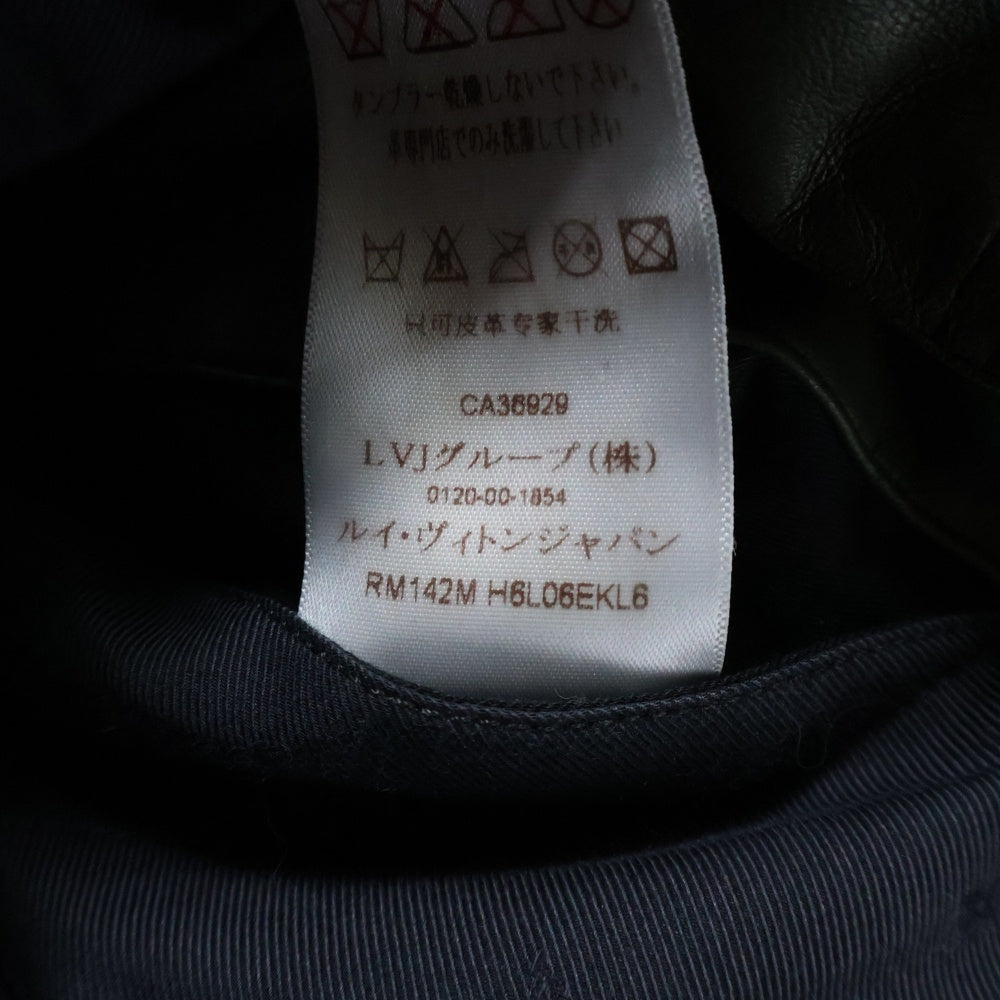 タンブラー乾燥しないで下さい。
革専門店でのみ洗濯して下さい
只可皮革专家干洗
CA36929
LVJグループ(株)
0120-00-1854
ルイ・ヴィトンジャパン
RM142M H6L06EKL6